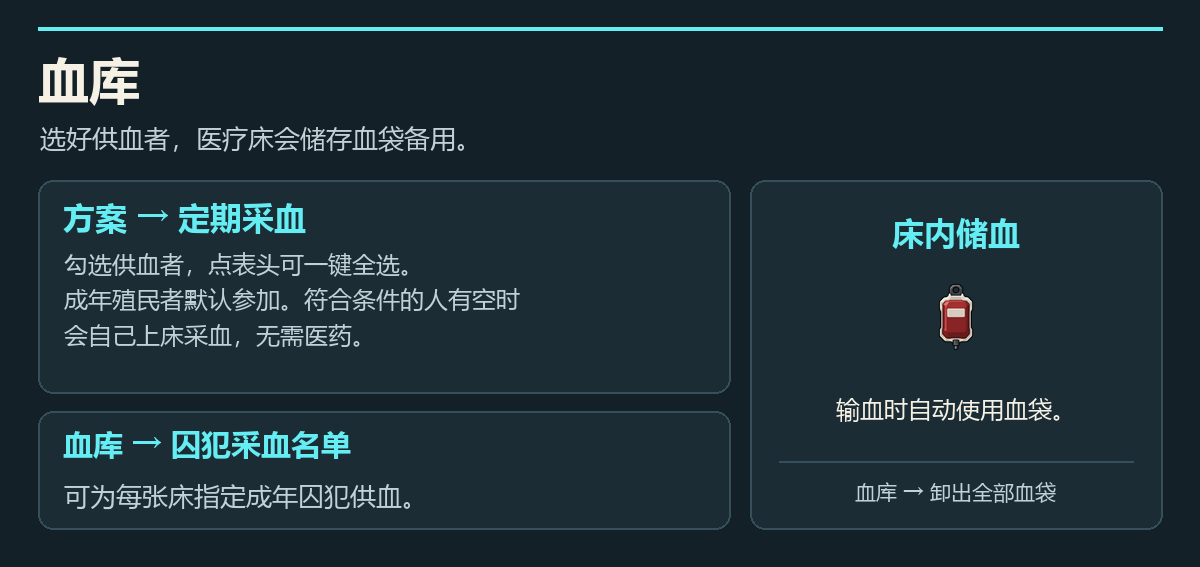 血库
选好供血者，医疗床会储存血袋备用。
方案 → 定期采血
勾选供血者，点表头可一键全选。
成年殖民者默认参加。符合条件的人有空时
会自己上床采血，无需医药。
血库 → 囚犯采血名单
可为每张床指定成年囚犯供血。
床内储血
输血时自动使用血袋。
血库 → 卸出全部血袋